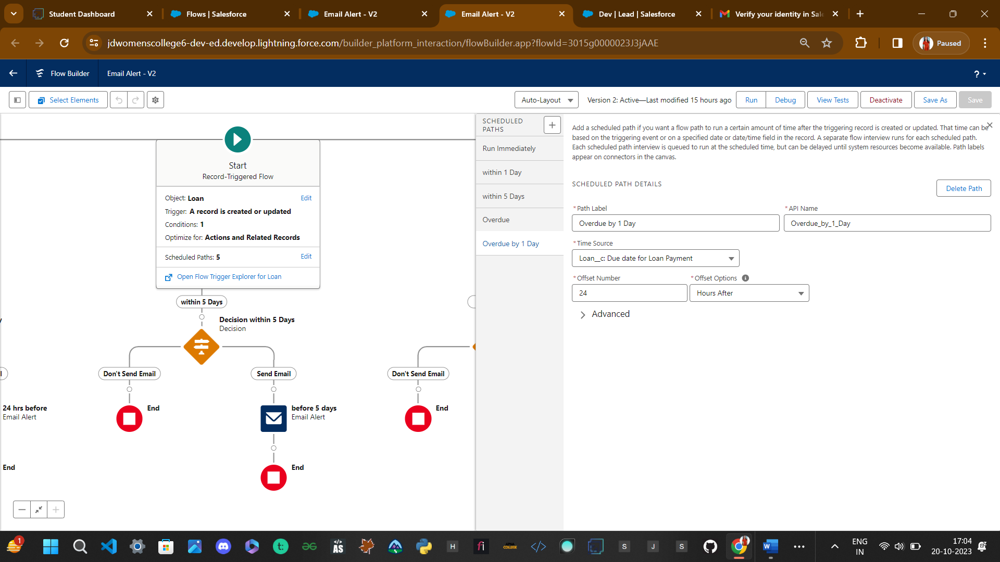 Student Dashboard
Flows | Salesforce
Email Alert - V2
Email Alert - V2
Dev | Lead | Salesforce
Verify your identity in Sale
jdwomenscollege6-dev-ed.develop.lightning.force.com/builder_platform_interaction/flowBuilder.app?flowId=3015g0000023J3jAAE
Paused
Flow Builder
Email Alert - V2
?
Select Elements
Auto-Layout
Version 2: Active—Last modified 15 hours ago
Run
Debug
View Tests
Deactivate
Save As
Save
Start
Record-Triggered Flow
Object: Loan
Edit
Trigger: A record is created or updated
Conditions: 1
Optimize for: Actions and Related Records
Scheduled Paths: 5
Edit
Open Flow Trigger Explorer for Loan
within 5 Days
Decision within 5 Days
Decision
Don't Send Email
Send Email
Don't Send Email
24 hrs before
Email Alert
End
before 5 days
Email Alert
End
End
End
SCHEDULED
PATHS
Run Immediately
within 1 Day
within 5 Days
Overdue
Overdue by 1 Day
Add a scheduled path if you want a flow path to run a certain amount of time after the triggering record is created or updated. That time can be
based on the triggering event or on a specified date or date/time field in the record. A separate flow interview runs for each scheduled path.
Each scheduled path interview is queued to run at the scheduled time, but can be delayed until system resources become available. Path labels
appear on connectors in the canvas.
SCHEDULED PATH DETAILS
Delete Path
*Path Label
*API Name
Overdue by 1 Day
Overdue_by_1_Day
*Time Source
Loan__c: Due date for Loan Payment
*Offset Number
*Offset Options
24
Hours After
Advanced
1
t:
</>
AS
H
fi
APNA
COLLEGE
</>
S
J
S
W
ENG
IN
17:04
20-10-2023